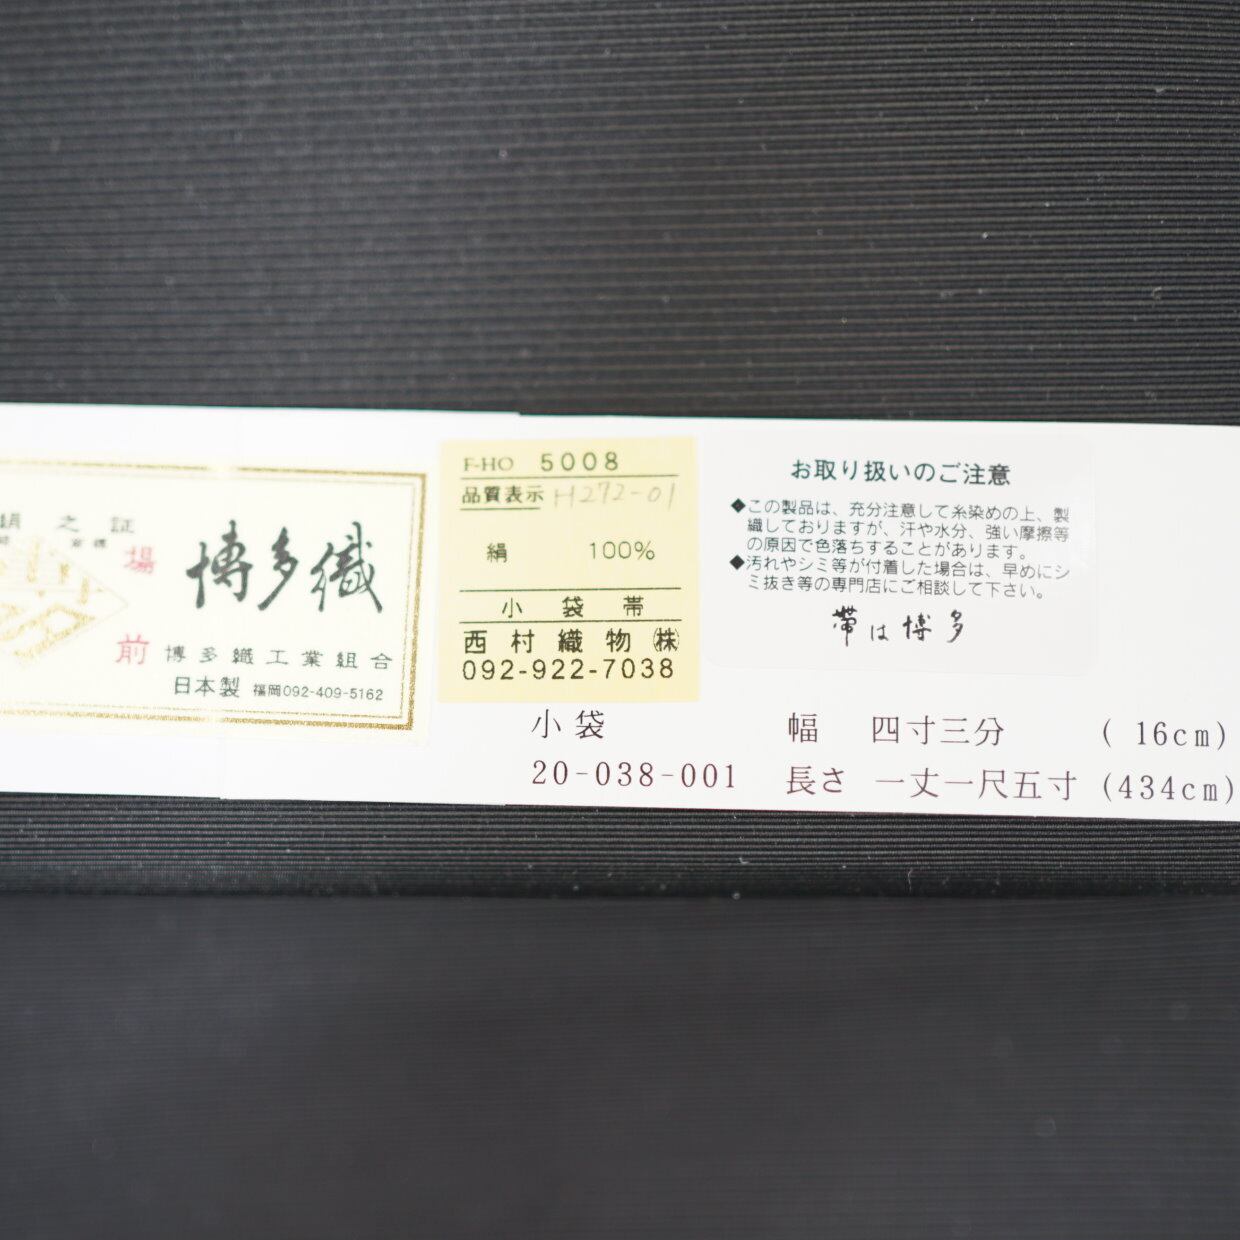 絹之証
場前
博多織
博多織工業組合
日本製 福岡092-409-5162
F-HO 5008
品質表示 H272-01
絹 100%
小袋帯
西村織物㈱
092-922-7038
お取り扱いのご注意
◆この製品は、充分注意して糸染めの上、製
織しておりますが、汗や水分、強い摩擦等
の原因で色落ちすることがあります。
◆汚れやシミ等が付着した場合は、早めにシ
ミ抜き等の専門店にご相談して下さい。
帯は博多
小袋
20-038-001
幅 四寸三分 ( 16cm)
長さ 一丈一尺五寸 (434cm)